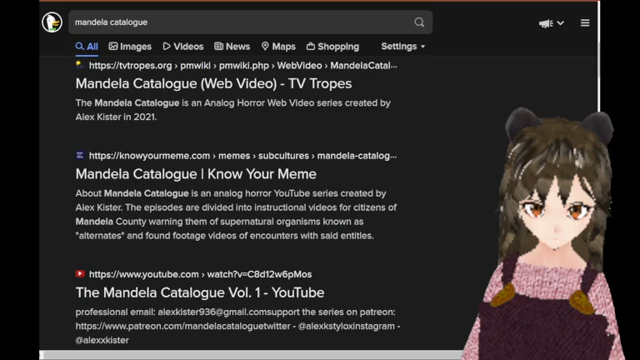 mandela catalogue
All Images Videos News Maps Shopping Settings
https://tvtropes.org › pmwiki › pmwiki.php › WebVideo › MandelaCatal...
Mandela Catalogue (Web Video) - TV Tropes
The Mandela Catalogue is an Analog Horror Web Video series created by
Alex Kister in 2021.
https://knowyourmeme.com › memes › subcultures › mandela-catalog...
Mandela Catalogue | Know Your Meme
About Mandela Catalogue is an analog horror YouTube series created by
Alex Kister. The episodes are divided into instructional videos for citizens of
Mandela County warning them of supernatural organisms known as
"alternates" and found footage videos of encounters with said entities.
https://www.youtube.com › watch?v=C8d12w6pMos
The Mandela Catalogue Vol. 1 - YouTube
professional email: alexkister936@gmail.comsupport the series on patreon:
https://www.patreon.com/mandelacataloguetwitter - @alexkstyloxinstagram -
@alexxkister